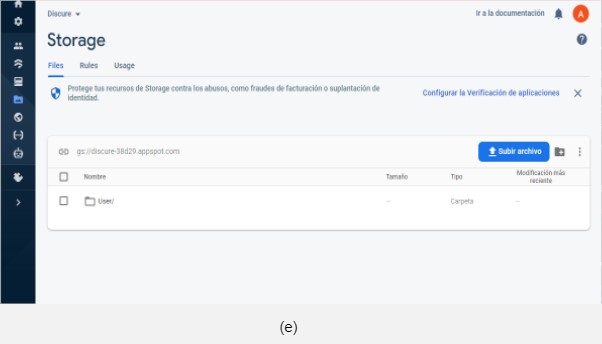 Discure
Ir a la documentación
A
Storage
Files Rules Usage
Protege tus recursos de Storage contra los abusos, como fraudes de facturación o suplantación de
identidad.
Configurar la Verificación de aplicaciones
gs://discure-38d29.appspot.com
Subir archivo
Nombre Tamaño Tipo Modificación más
reciente
User/ – Carpeta –
(e)